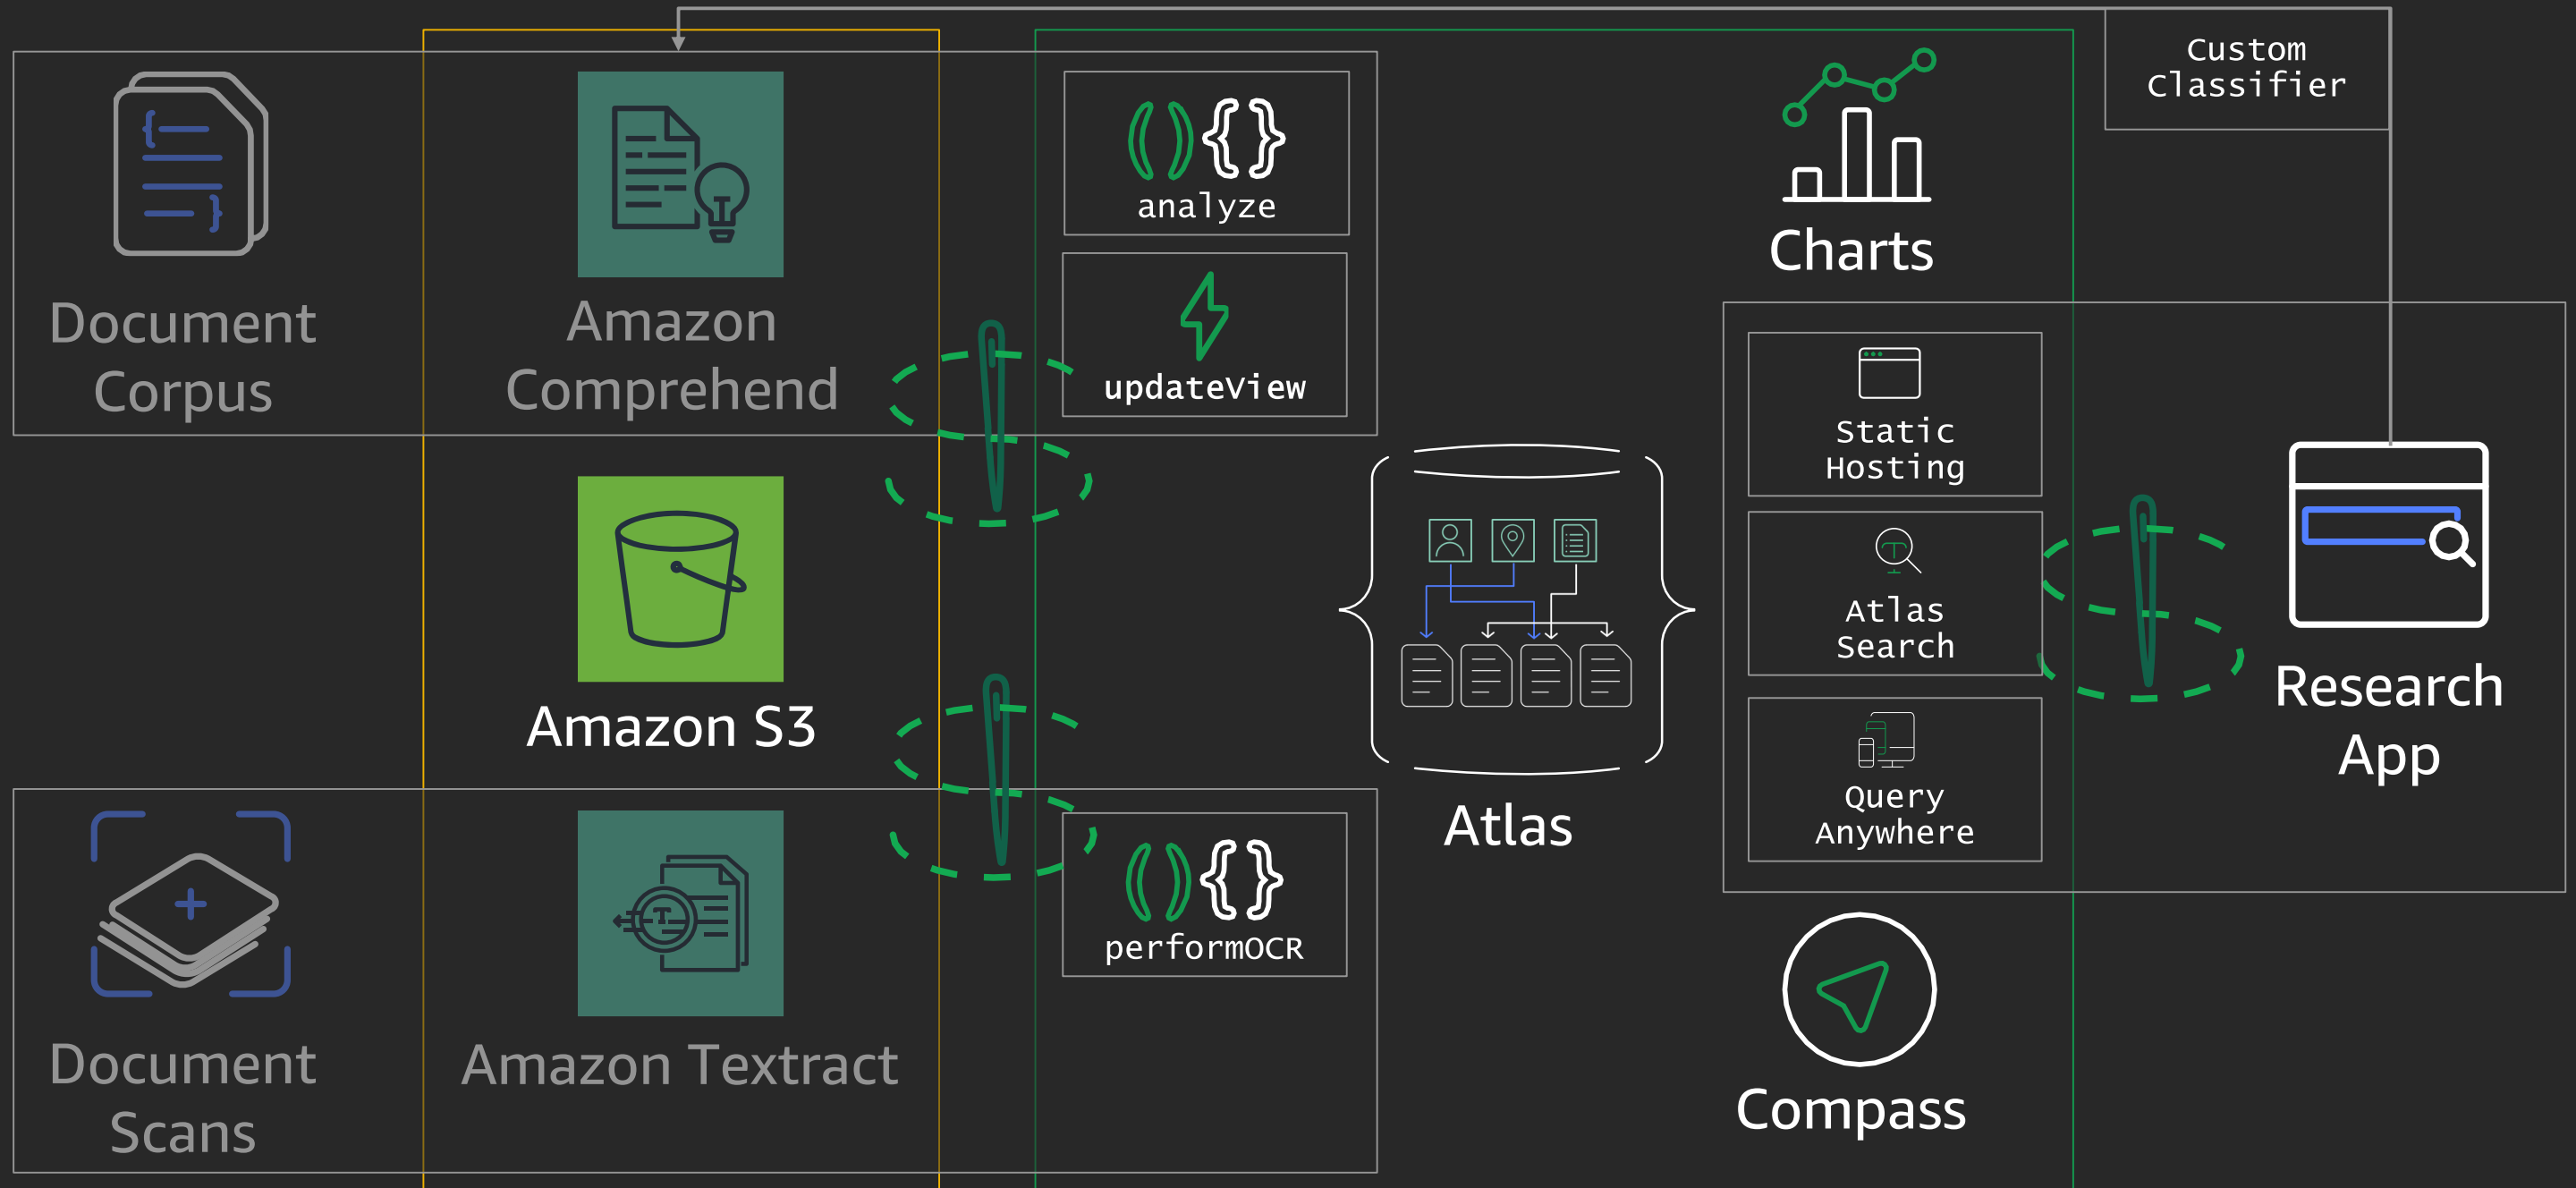 Custom
Classifier
analyze
Charts
Document
Corpus
Amazon
Comprehend
updateView
Static
Hosting
Atlas
Search
Amazon S3
Research
App
Query
Anywhere
Atlas
performOCR
Document
Scans
Amazon Textract
Compass